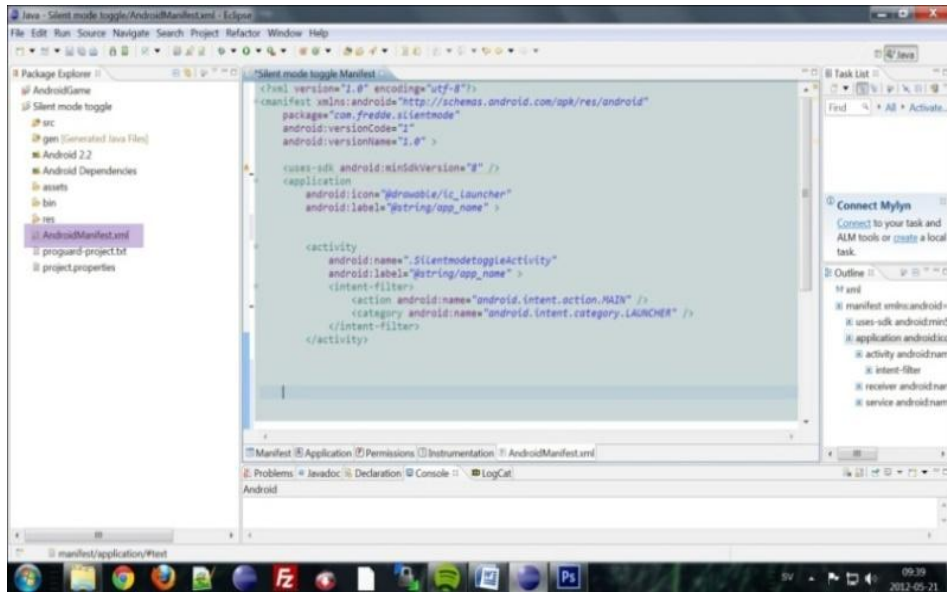 Java - Silent mode toggle/AndroidManifest.xml - Eclipse
File Edit Run Source Navigate Search Project Refactor Window Help
Java
Package Explorer
AndroidGame
Silent mode toggle
src
gen [Generated Java Files]
Android 2.2
Android Dependencies
assets
bin
res
AndroidManifest.xml
proguard-project.txt
project.properties
*Silent mode toggle Manifest
<?xml version="1.0" encoding="utf-8"?>
<manifest xmlns:android="http://schemas.android.com/apk/res/android"
package="com.fredde.silentmode"
android:versionCode="1"
android:versionName="1.0" >
<uses-sdk android:minSdkVersion="8" />
<application
android:icon="@drawable/ic_launcher"
android:label="@string/app_name" >
<activity
android:name=".SilentmodetoggleActivity"
android:label="@string/app_name" >
<intent-filter>
<action android:name="android.intent.action.MAIN" />
<category android:name="android.intent.category.LAUNCHER" />
</intent-filter>
</activity>
Manifest Application Permissions Instrumentation AndroidManifest.xml
Problems Javadoc Declaration Console LogCat
Android
Task List
Find All Activate...
Connect Mylyn
Connect to your task and
ALM tools or create a local
task.
Outline
xml
manifest xmlns:android=
uses-sdk android:minS
application android:ico
activity android:nam
intent-filter
receiver android:nar
service android:nam
manifest/application/#text
Fz
Ps
SV
09:39
2012-05-21